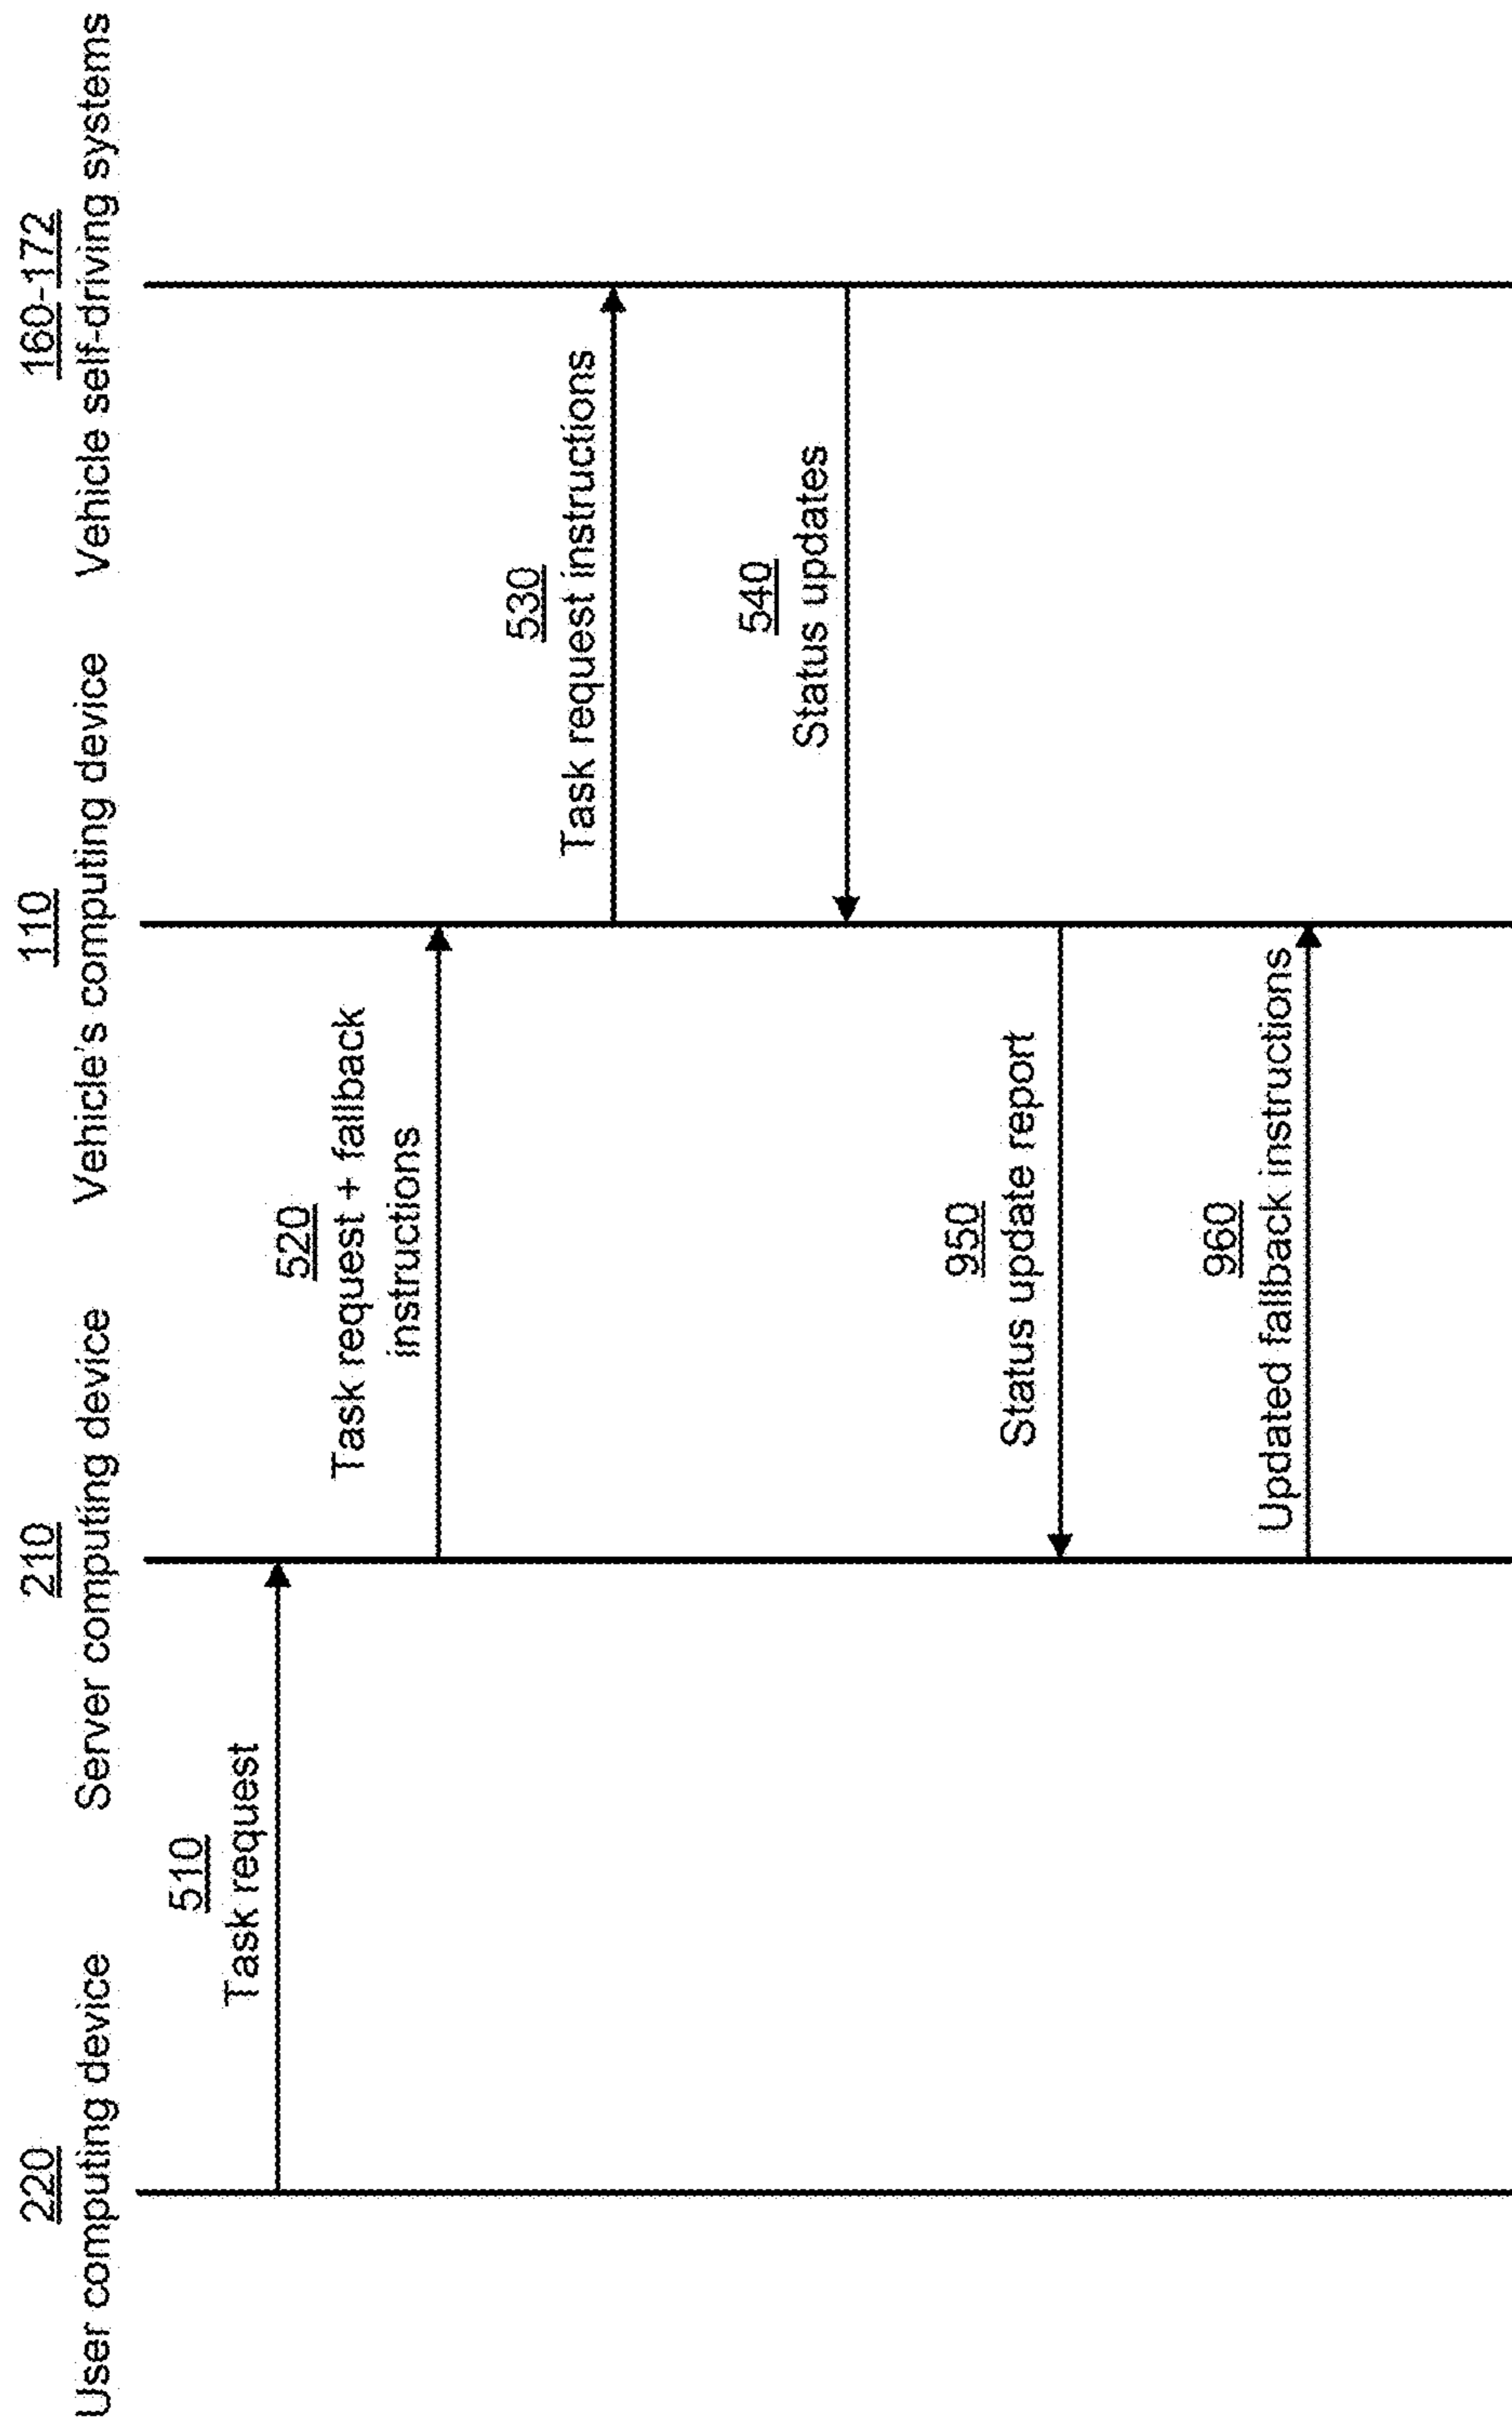 220
User computing device
210
Server computing device
110
Vehicle's computing device
160-172
Vehicle self-driving systems
510
Task request
520
Task request + fallback
instructions
530
Task request instructions
540
Status updates
950
Status update report
960
Updated fallback instructions